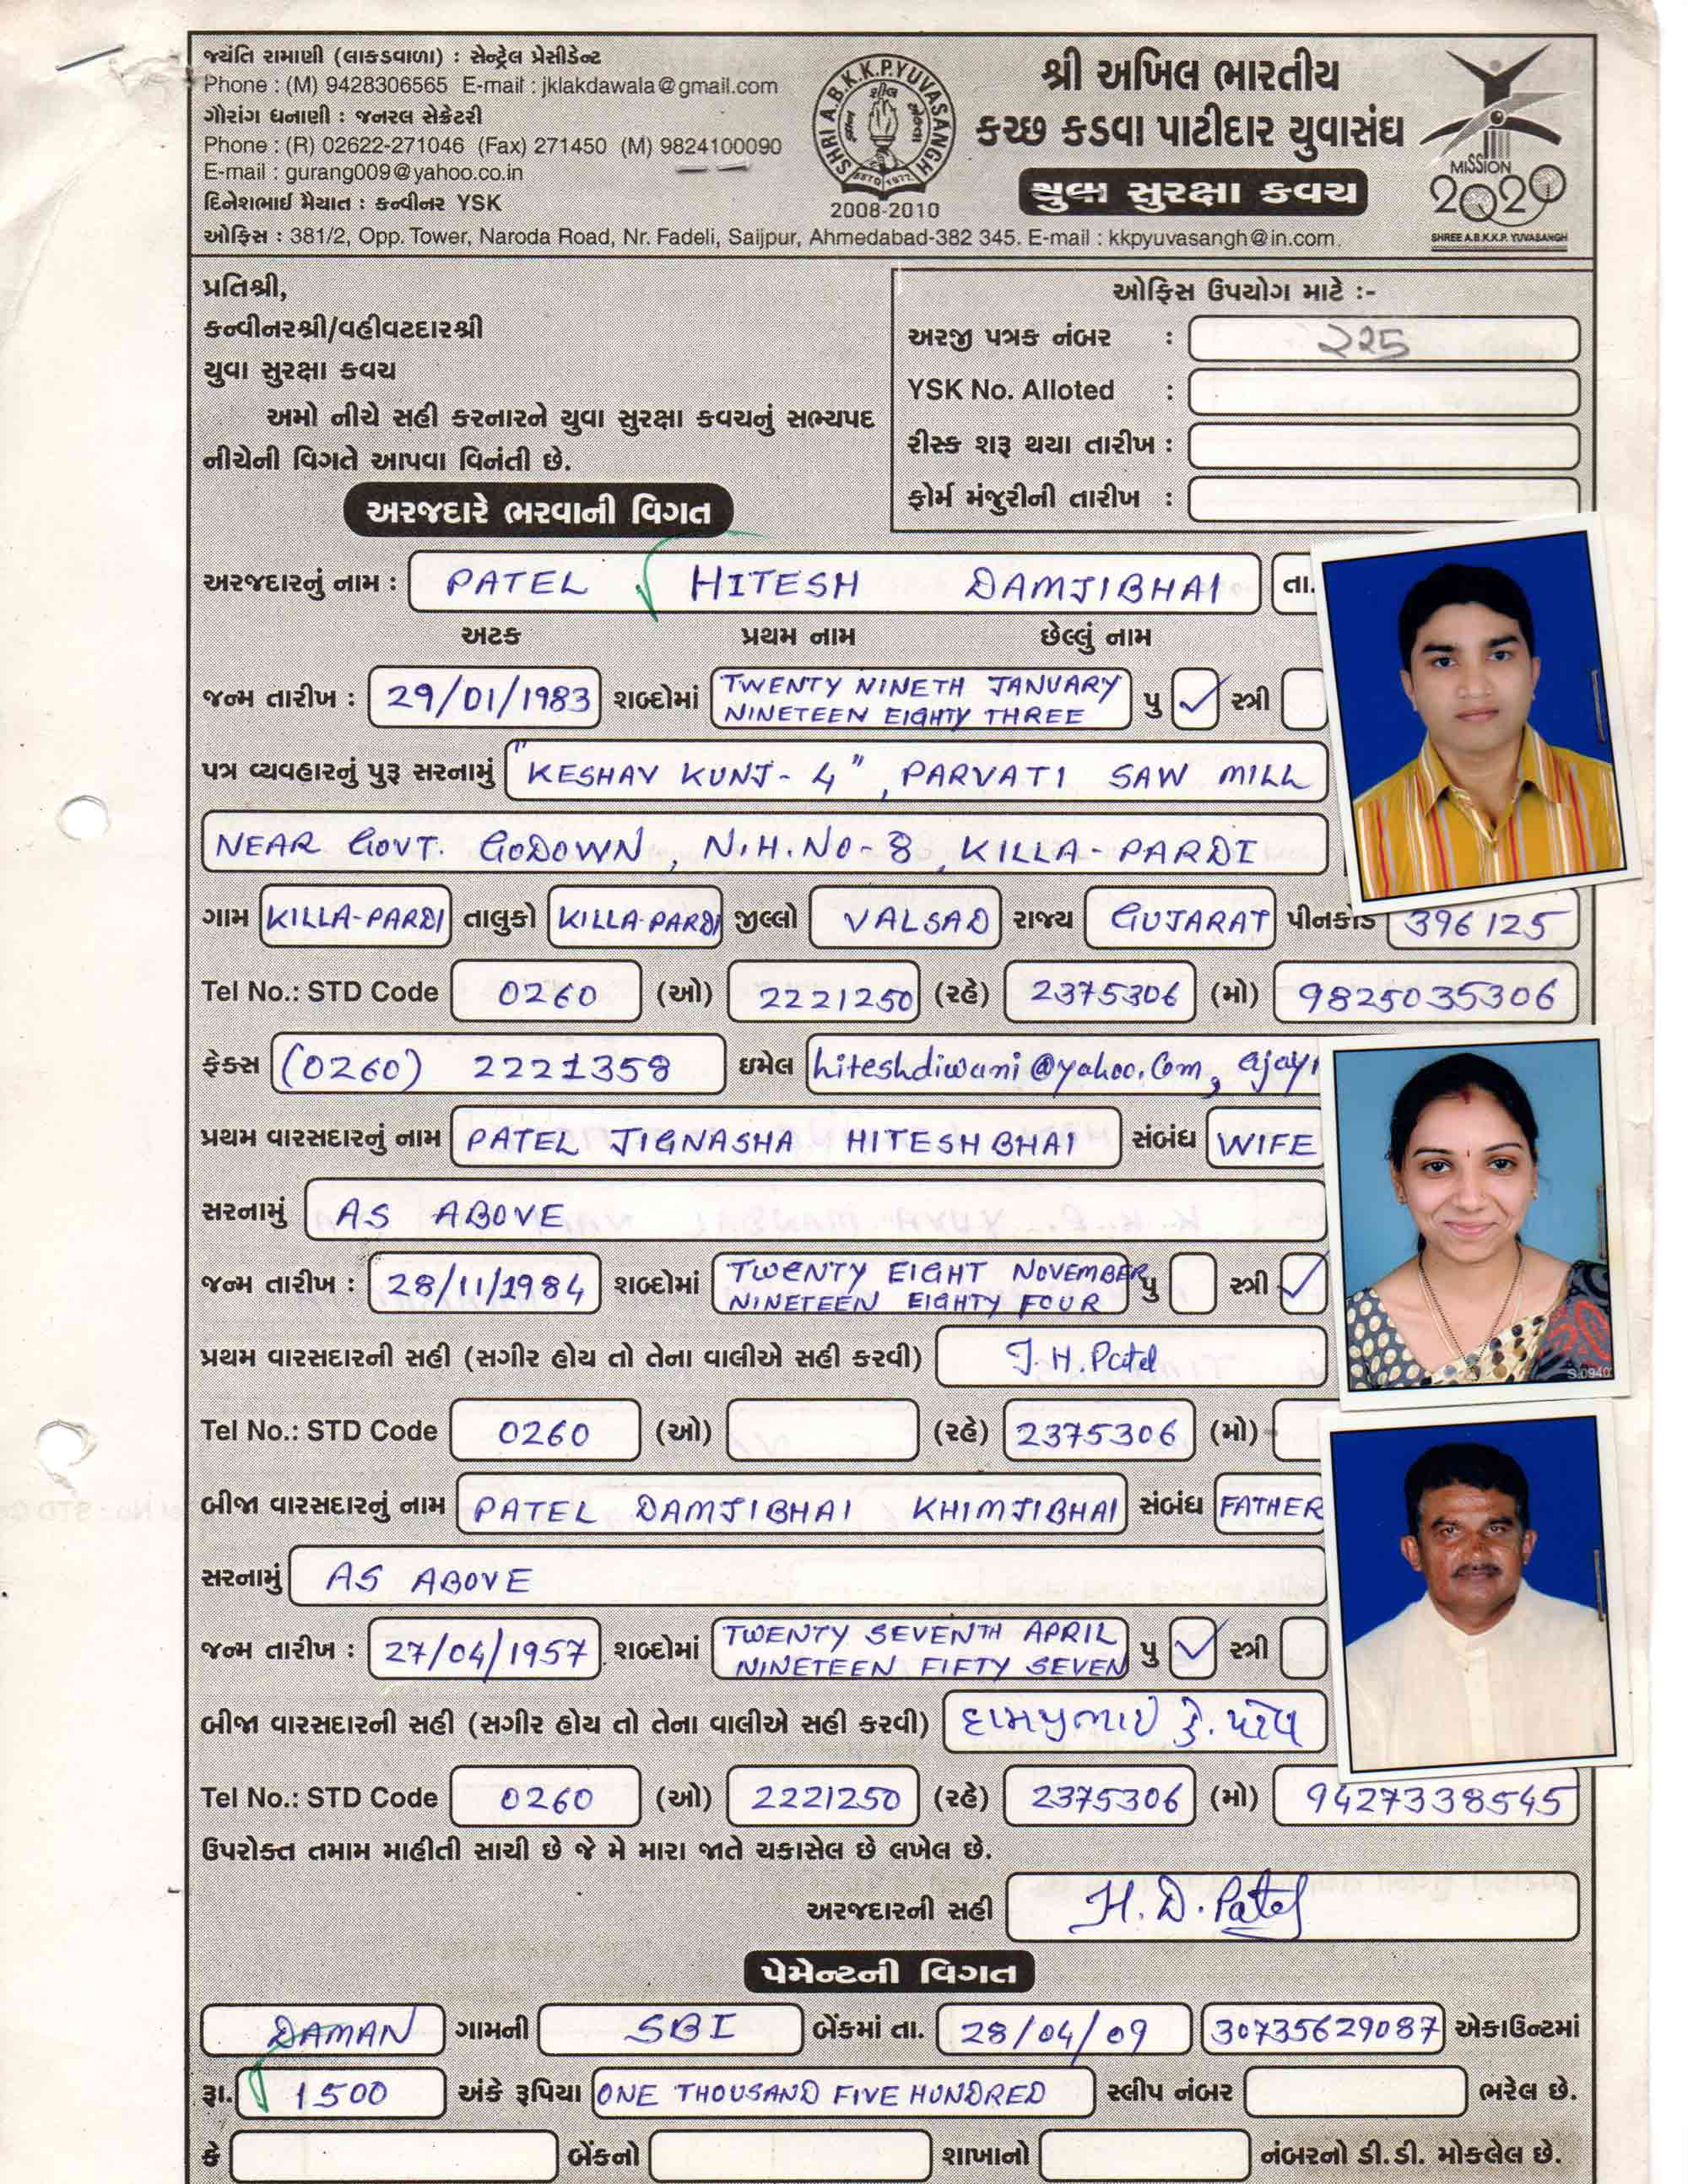 જયંતિ રામાણી (લાકડવાળા) : સેન્ટ્રેલ પ્રેસીડેન્ટ
Phone : (M) 9428306565 E-mail : jklakdawala@gmail.com
ગૌરાંગ ધનાણી : જનરલ સેક્રેટરી
Phone : (R) 02622-271046 (Fax) 271450 (M) 9824100090
E-mail : gurang009@yahoo.co.in
દિનેશભાઈ મૈયાત : કન્વીનર YSK
SHRI A.B.K.K.P.YUVASANGH
ESTD 1977
2008-2010
શ્રી અખિલ ભારતીય
કચ્છ કડવા પાટીદાર યુવાસંઘ
યુવા સુરક્ષા કવચ
MISSION
2020
SHREE A.B.K.K.P. YUVASANGH
ઓફિસ : 381/2, Opp. Tower, Naroda Road, Nr. Fadeli, Saijpur, Ahmedabad-382 345. E-mail : kkpyuvasangh@in.com.
પ્રતિશ્રી,
કન્વીનરશ્રી/વહીવટદારશ્રી
યુવા સુરક્ષા કવચ
અમો નીચે સહી કરનારને યુવા સુરક્ષા કવચનું સભ્યપદ
નીચેની વિગતે આપવા વિનંતી છે.
ઓફિસ ઉપયોગ માટે :-
અરજી પત્રક નંબર : 225
YSK No. Alloted :
રીસ્ક શરૂ થયા તારીખ :
ફોર્મ મંજુરીની તારીખ :
અરજદારે ભરવાની વિગત
અરજદારનું નામ : PATEL HITESH DAMJIBHAI તા.
અટક પ્રથમ નામ છેલ્લું નામ
જન્મ તારીખ : 29/01/1983 શબ્દોમાં TWENTY NINETH JANUARY NINETEEN EIGHTY THREE પુ ✓ સ્ત્રી
પત્ર વ્યવહારનું પુરૂ સરનામું "KESHAV KUNJ - 4", PARVATI SAW MILL
NEAR GOVT. GODOWN, N.H. NO - 8, KILLA - PARDI
ગામ KILLA-PARDI તાલુકો KILLA-PARDI જીલ્લો VALSAD રાજ્ય GUJARAT પીનકોડ 396125
Tel No.: STD Code 0260 (ઓ) 2221250 (રહે) 2375306 (મો) 9825035306
ફેક્સ (0260) 2221358 ઇમેલ hiteshdiwani@yahoo.com,
પ્રથમ વારસદારનું નામ PATEL JIGNASHA HITESHBHAI સંબંધ WIFE
સરનામું AS ABOVE
જન્મ તારીખ : 28/11/1984 શબ્દોમાં TWENTY EIGHT NOVEMBER NINETEEN EIGHTY FOUR પુ સ્ત્રી ✓
પ્રથમ વારસદારની સહી (સગીર હોય તો તેના વાલીએ સહી કરવી) J. H. Patel
Tel No.: STD Code 0260 (ઓ) (રહે) 2375306 (મો)
બીજા વારસદારનું નામ PATEL DAMJIBHAI KHIMJIBHAI સંબંધ FATHER
સરનામું AS ABOVE
જન્મ તારીખ : 27/04/1957 શબ્દોમાં TWENTY SEVENTH APRIL NINETEEN FIFTY SEVEN પુ ✓ સ્ત્રી
બીજા વારસદારની સહી (સગીર હોય તો તેના વાલીએ સહી કરવી) દામજીભાઈ કે. પટેલ
Tel No.: STD Code 0260 (ઓ) 2221250 (રહે) 2375306 (મો) 9427338545
ઉપરોક્ત તમામ માહીતી સાચી છે જે મે મારા જાતે ચકાસેલ છે લખેલ છે.
અરજદારની સહી H. D. Patel
પેમેન્ટની વિગત
DAMAN ગામની SBI બેંકમાં તા. 28/04/09 30735629087 એકાઉન્ટમાં
રૂા. 1500 અંકે રૂપિયા ONE THOUSAND FIVE HUNDRED સ્લીપ નંબર ભરેલ છે.
કે બેંકનો શાખાનો નંબરનો ડી.ડી. મોકલેલ છે.